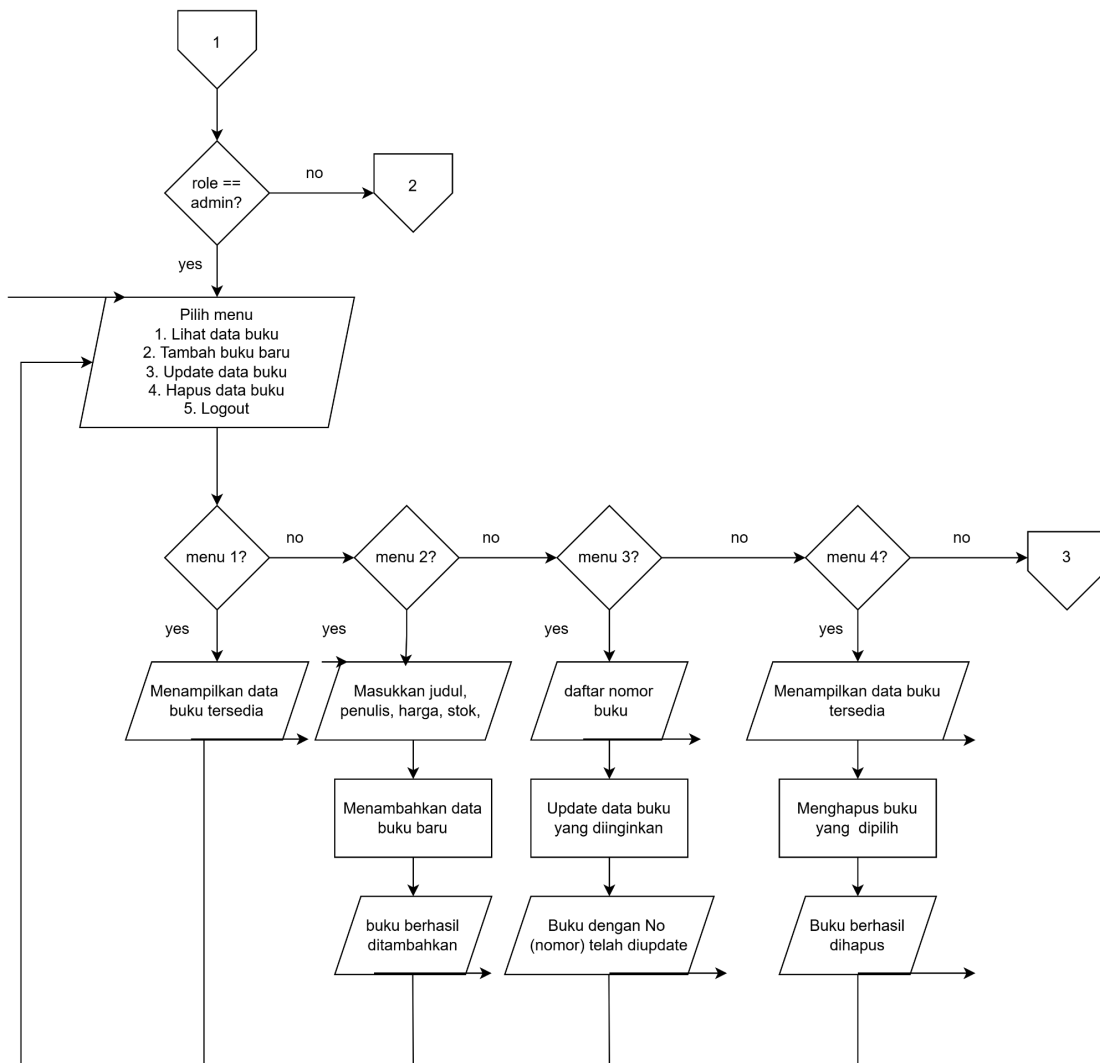 1
role ==
admin?
no
2
yes
Pilih menu
1. Lihat data buku
2. Tambah buku baru
3. Update data buku
4. Hapus data buku
5. Logout
menu 1?
no
menu 2?
no
menu 3?
no
menu 4?
no
3
yes
yes
yes
yes
Menampilkan data
buku tersedia
Masukkan judul,
penulis, harga, stok,
daftar nomor
buku
Menampilkan data buku
tersedia
Menambahkan data
buku baru
Update data buku
yang diinginkan
Menghapus buku
yang  dipilih
buku berhasil
ditambahkan
Buku dengan No
(nomor) telah diupdate
Buku berhasil
dihapus